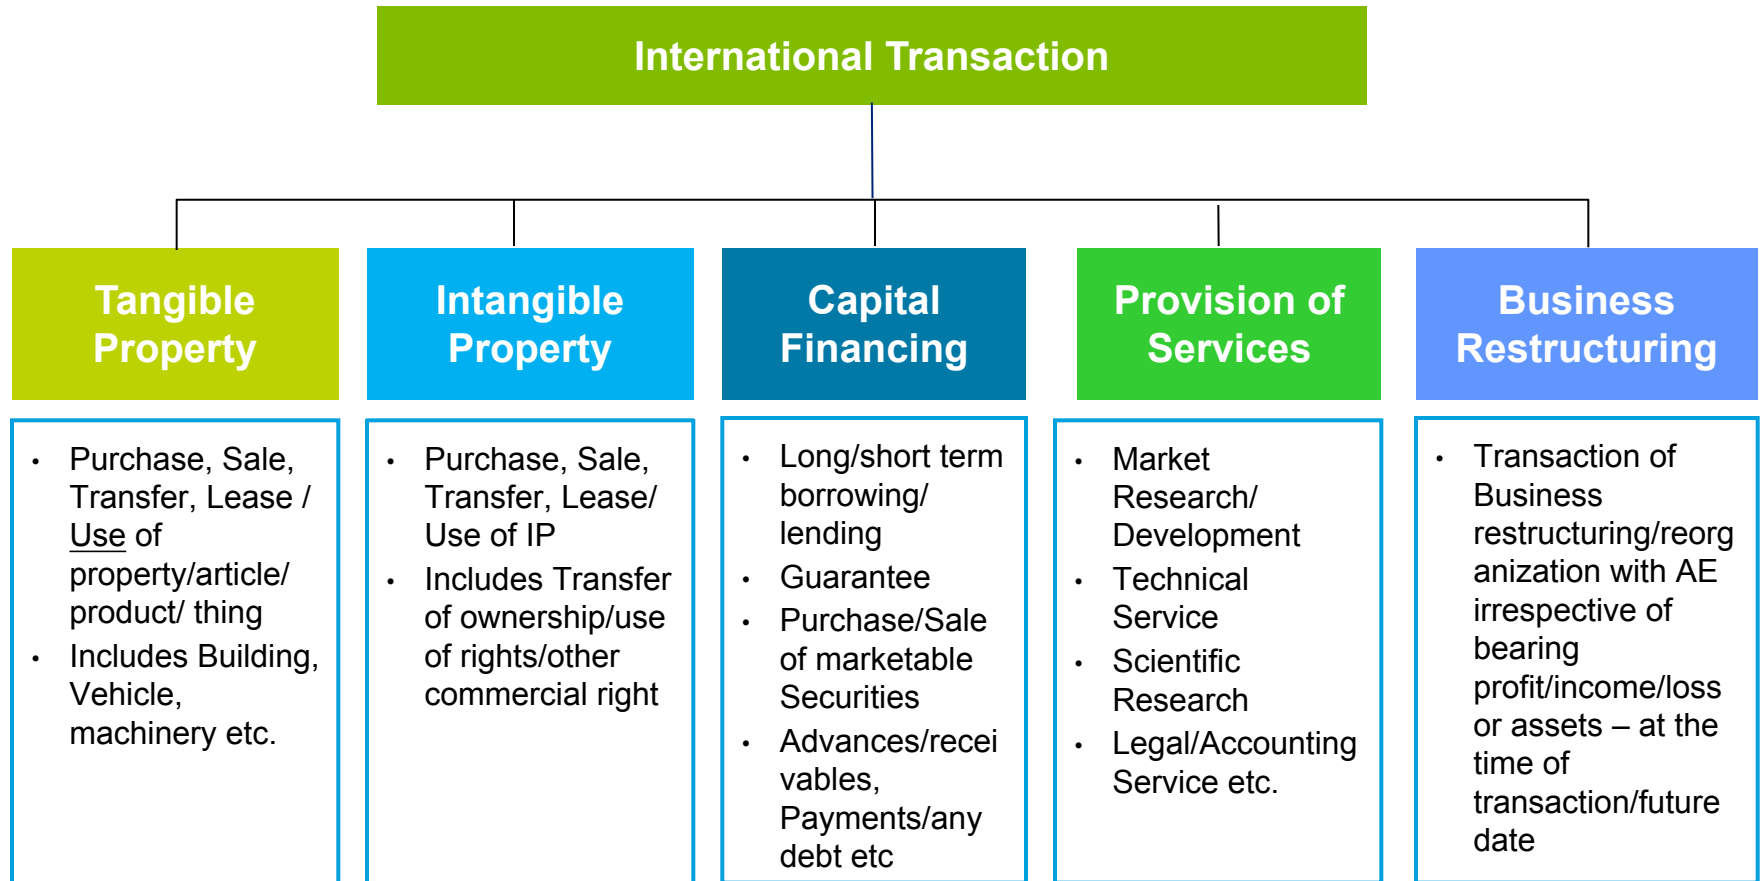 International Transaction
Tangible
Property
Intangible
Property
Capital
Financing
Provision of
Services
Business
Restructuring
• Purchase, Sale,
Transfer, Lease /
Use of
property/article/
product/ thing
• Includes Building,
Vehicle,
machinery etc.
• Purchase, Sale,
Transfer, Lease/
Use of IP
• Includes Transfer
of ownership/use
of rights/other
commercial right
• Long/short term
borrowing/
lending
• Guarantee
• Purchase/Sale
of marketable
Securities
• Advances/recei
vables,
Payments/any
debt etc
• Market
Research/
Development
• Technical
Service
• Scientific
Research
• Legal/Accounting
Service etc.
• Transaction of
Business
restructuring/reorg
anization with AE
irrespective of
bearing
profit/income/loss
or assets – at the
time of
transaction/future
date